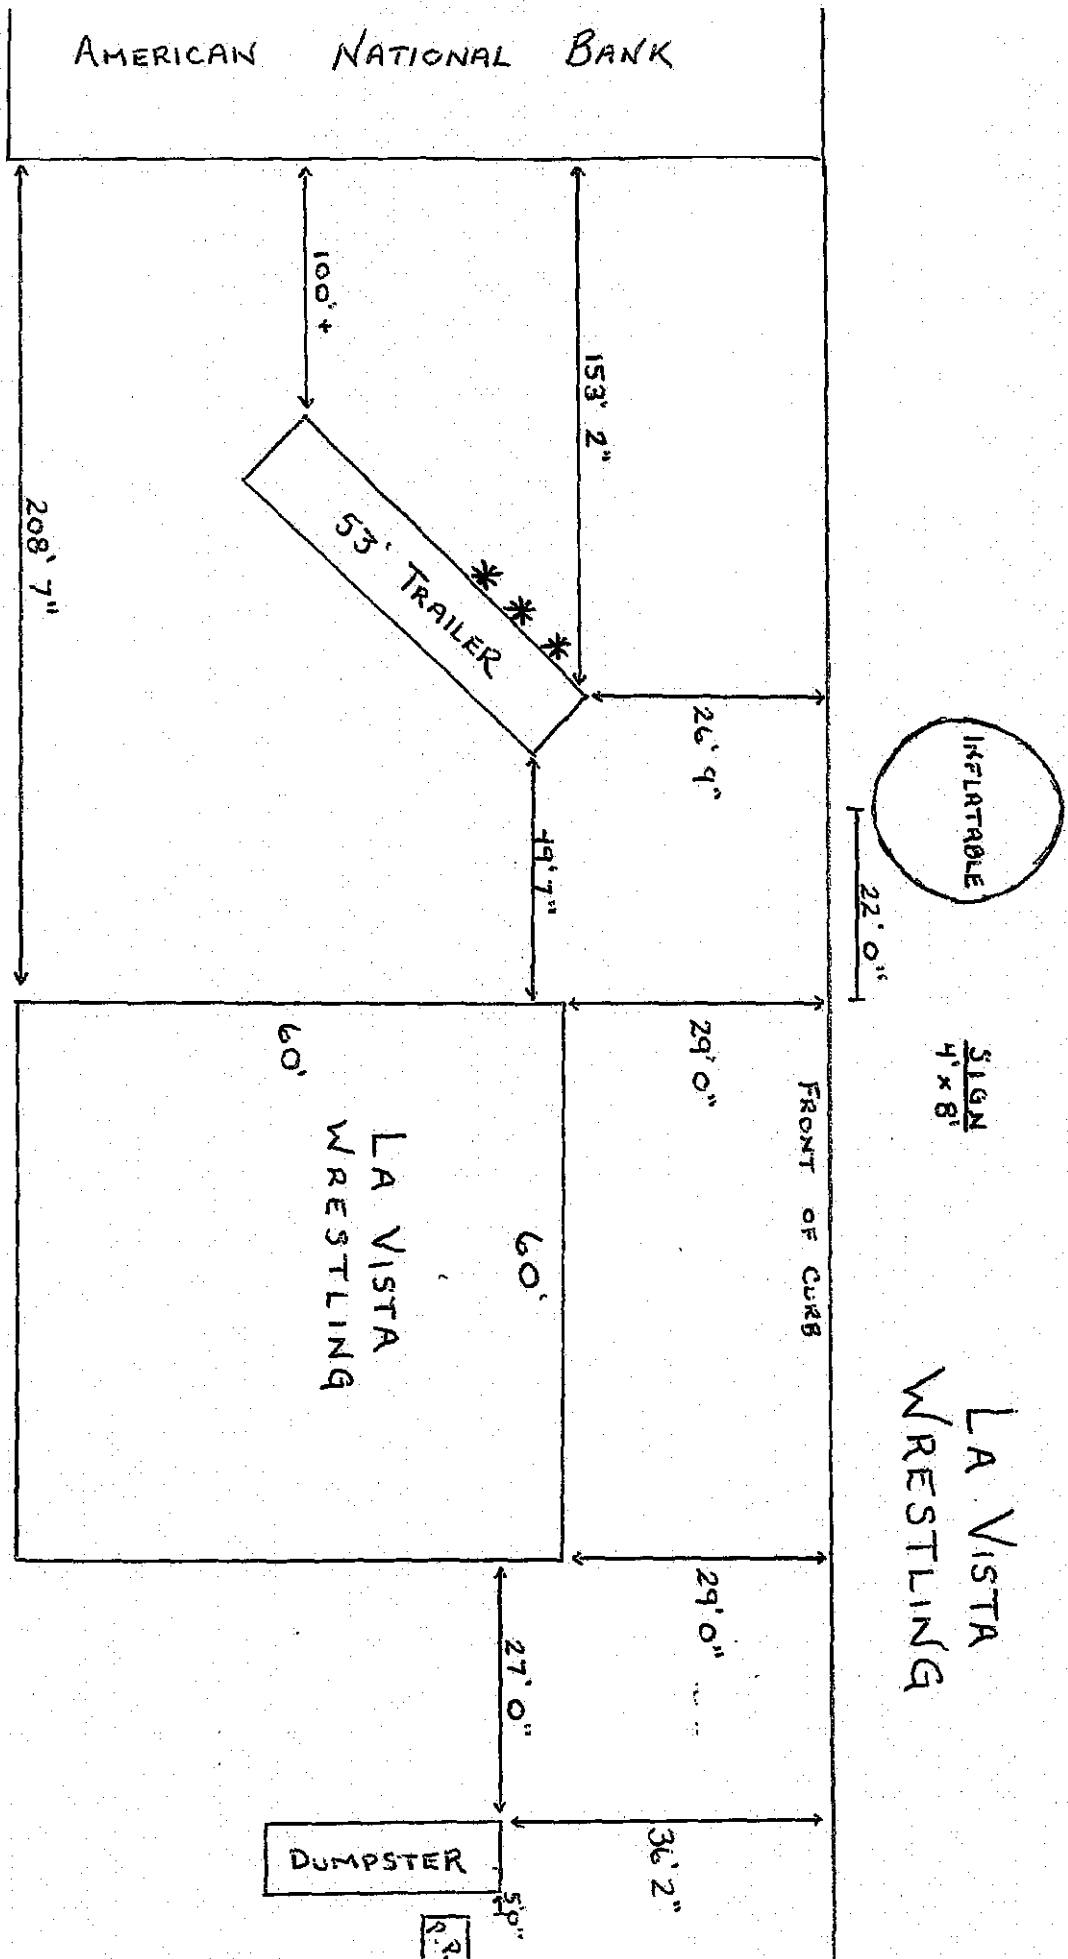 AMERICAN NATIONAL BANK
LA VISTA
WRESTLING
INFLATABLE
22' 0"
SIGN
4' x 8'
FRONT OF CURB
153' 2"
26' 9"
29' 0"
29' 0"
36' 2"
100' +
53' TRAILER
***
19' 7"
60'
60'
LA VISTA
WRESTLING
27' 0"
DUMPSTER
5' 0"
R.R.
208' 7"